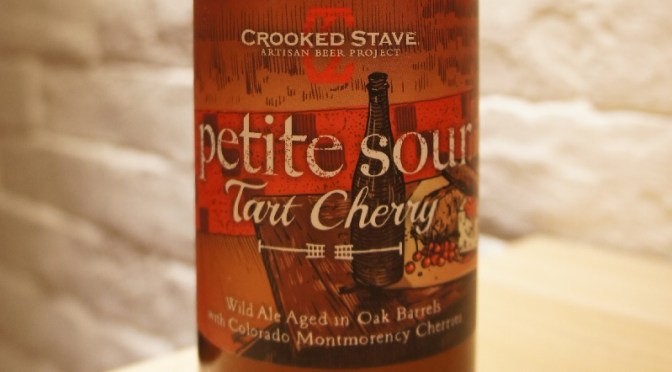 CROOKED STAVE
ARTISAN BEER PROJECT
petite sour
Tart Cherry
Wild Ale Aged in Oak Barrels
with Colorado Montmorency Cherries